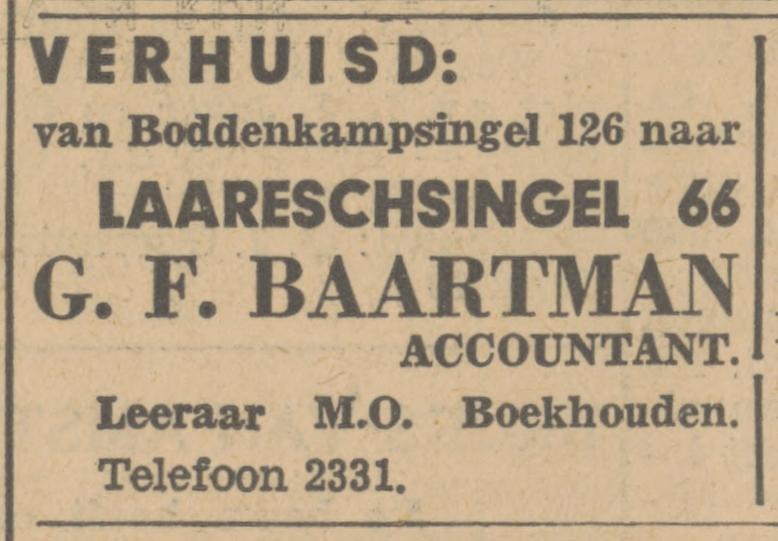 VERHUISD:
van Boddenkampsingel 126 naar
LAARESCHSINGEL 66
G. F. BAARTMAN
ACCOUNTANT.
Leeraar M.O. Boekhouden.
Telefoon 2331.